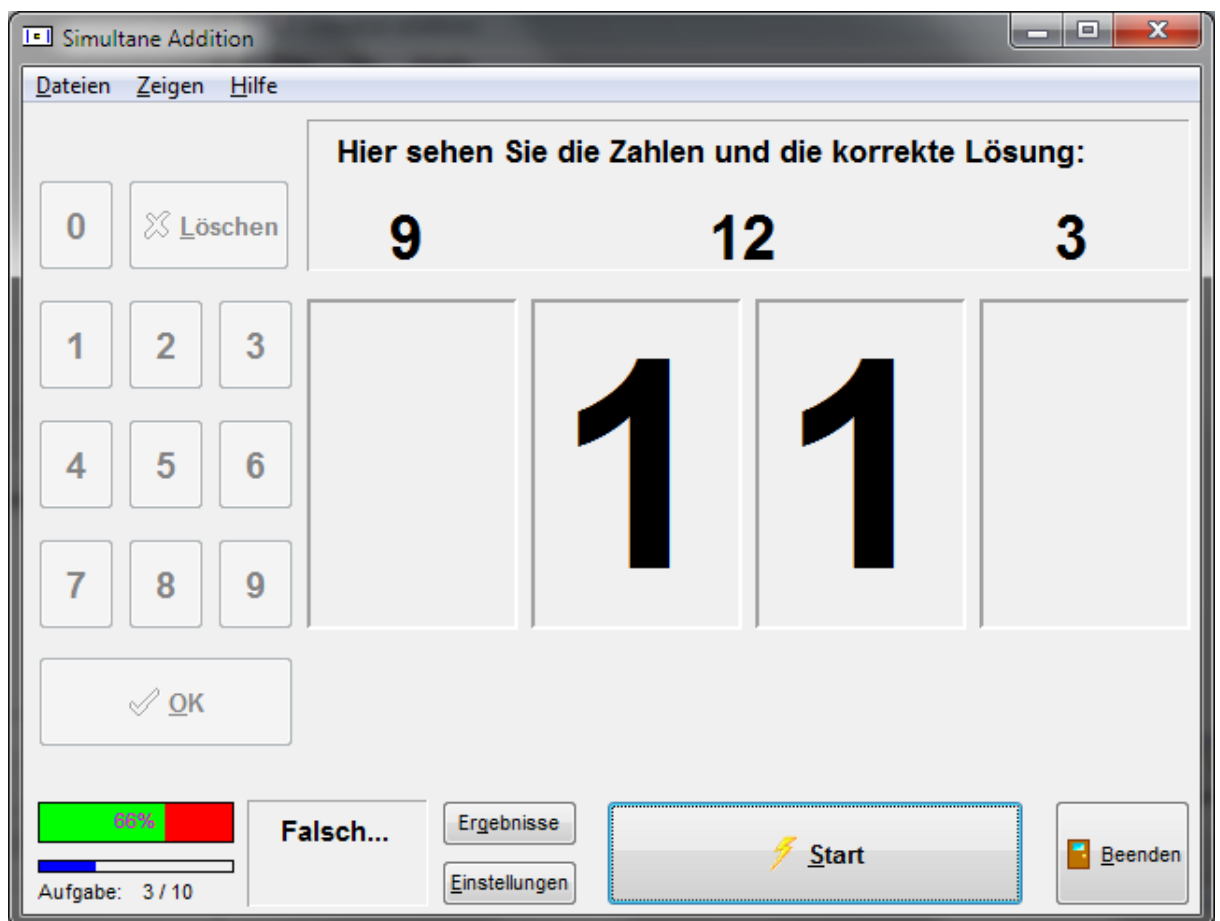 Simultane Addition
Dateien Zeigen Hilfe
Hier sehen Sie die Zahlen und die korrekte Lösung:
9 12 3
0 Löschen
1 2 3
4 5 6
7 8 9
1 1
OK
66%
Aufgabe: 3 / 10
Falsch...
Ergebnisse
Einstellungen
Start
Beenden